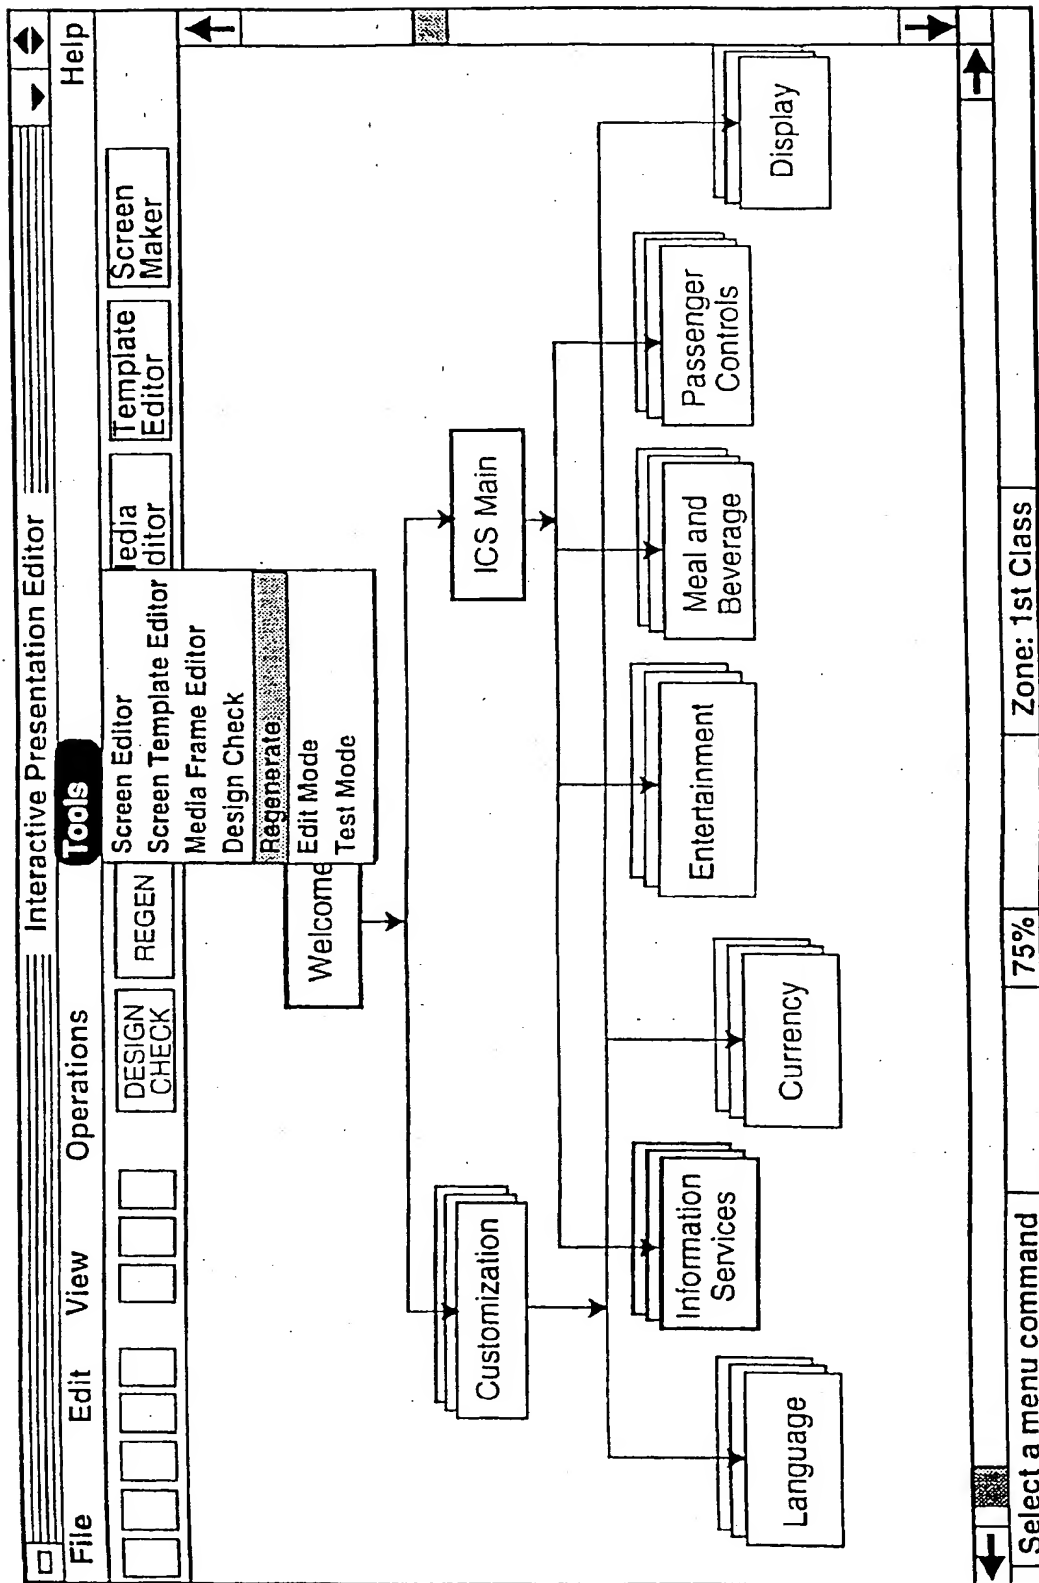 Interactive Presentation Editor
File Edit View Operations Tools Help
DESIGN
CHECK
REGEN
edia
ditor
Template
Editor
Screen
Maker
Screen Editor
Screen Template Editor
Media Frame Editor
Design Check
Regenerate
Edit Mode
Test Mode
Welcome
Customization
ICS Main
Information
Services
Entertainment
Meal and
Beverage
Passenger
Controls
Language
Currency
Display
Select a menu command
75%
Zone: 1st Class